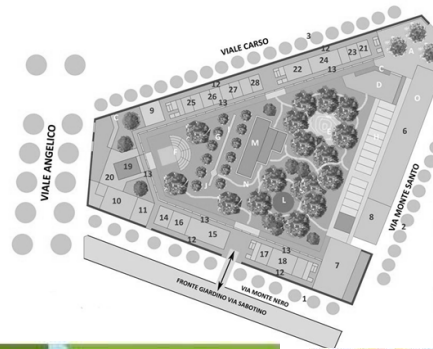 VIALE CARSO
3
12
23
21
A
24
22
13
C
D
12
28
27
26
25
13
9
C
O
6
VIALE ANGELICO
M
F
19
13
20
N
L
10
11
14
16
13
15
12
8
VIA MONTE SANTO
2
17
13
18
12
7
VIA MONTE NERO
1
FRONTE GIARDINO VIA SABOTINO